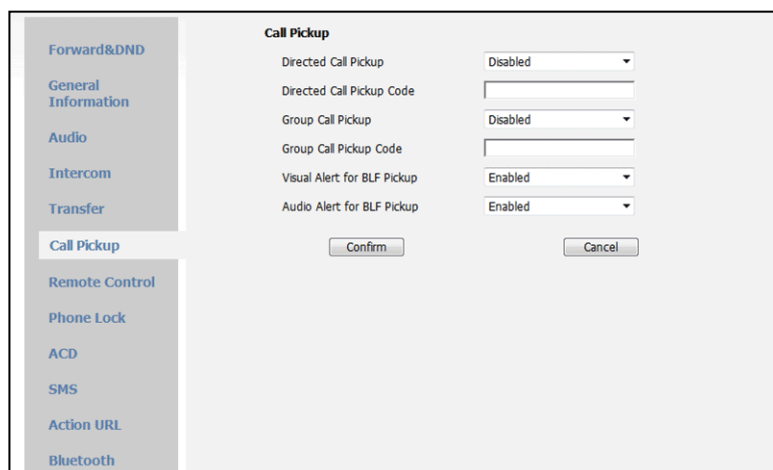 Forward&DND
General
Information
Audio
Intercom
Transfer
Call Pickup
Remote Control
Phone Lock
ACD
SMS
Action URL
Bluetooth
Call Pickup
Directed Call Pickup Disabled
Directed Call Pickup Code
Group Call Pickup Disabled
Group Call Pickup Code
Visual Alert for BLF Pickup Enabled
Audio Alert for BLF Pickup Enabled
Confirm Cancel